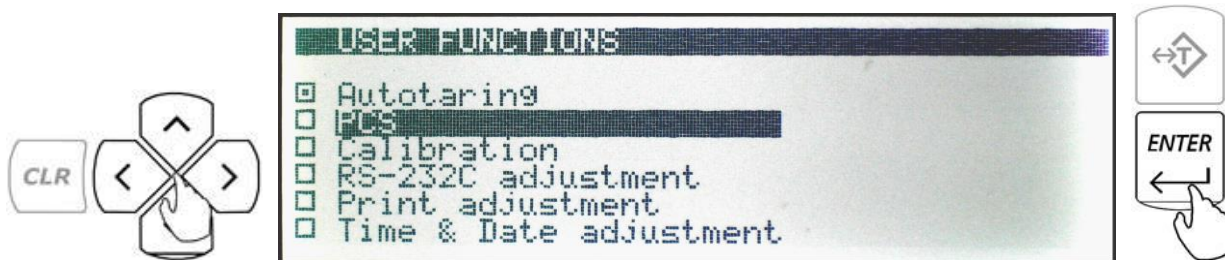 USER FUNCTIONS
Autotaring
PCS
Calibration
RS-232C adjustment
Print adjustment
Time & Date adjustment
CLR
T
ENTER